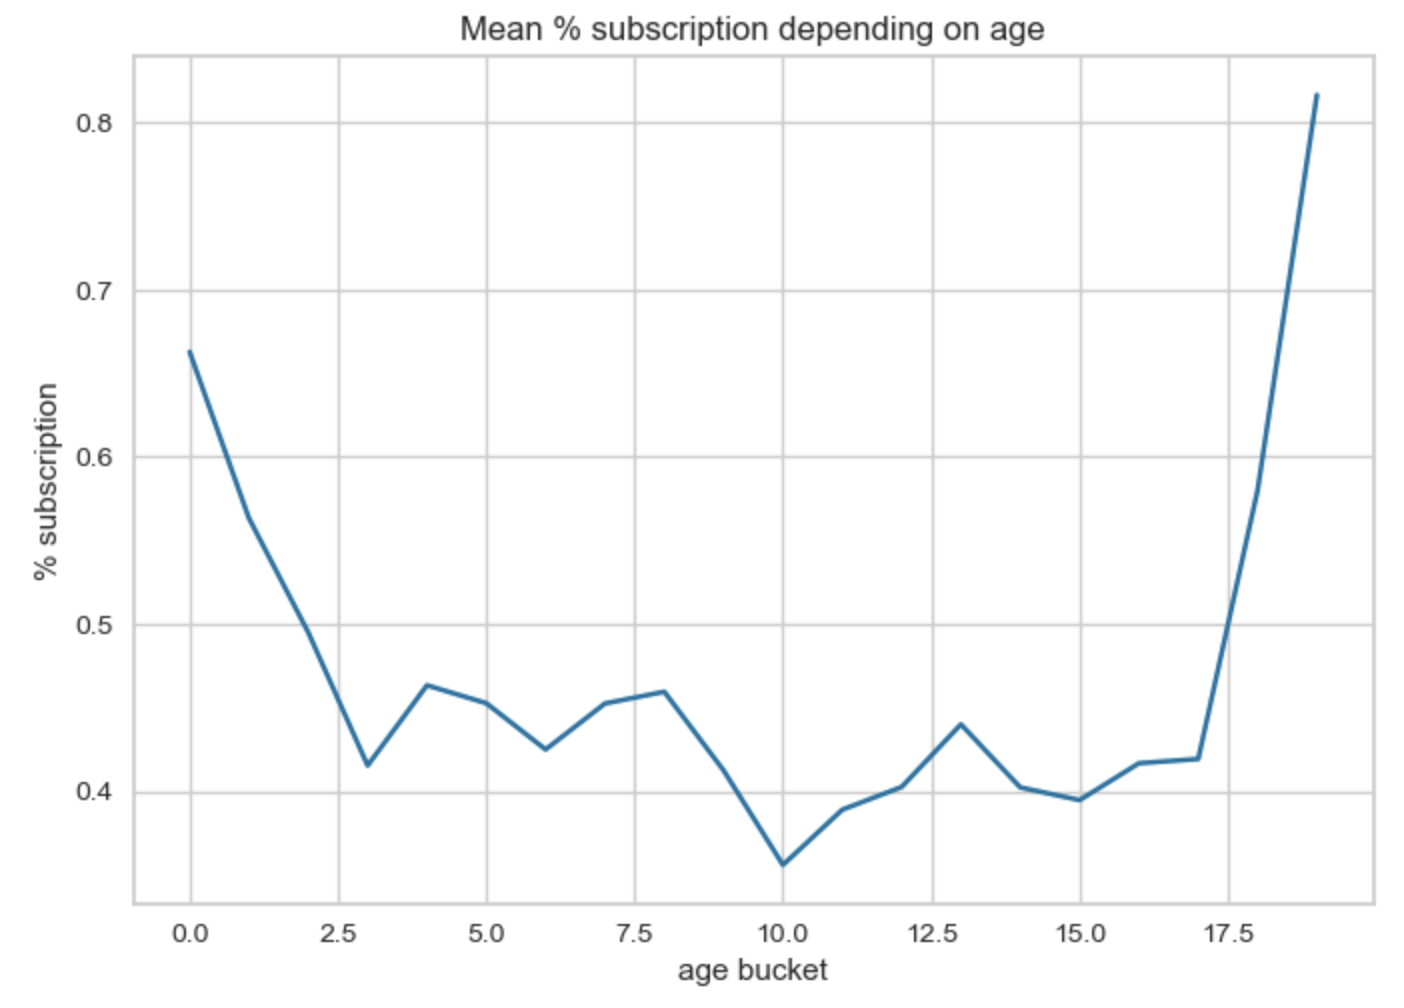 Mean % subscription depending on age
% subscription
0.8
0.7
0.6
0.5
0.4
0.0 2.5 5.0 7.5 10.0 12.5 15.0 17.5
age bucket